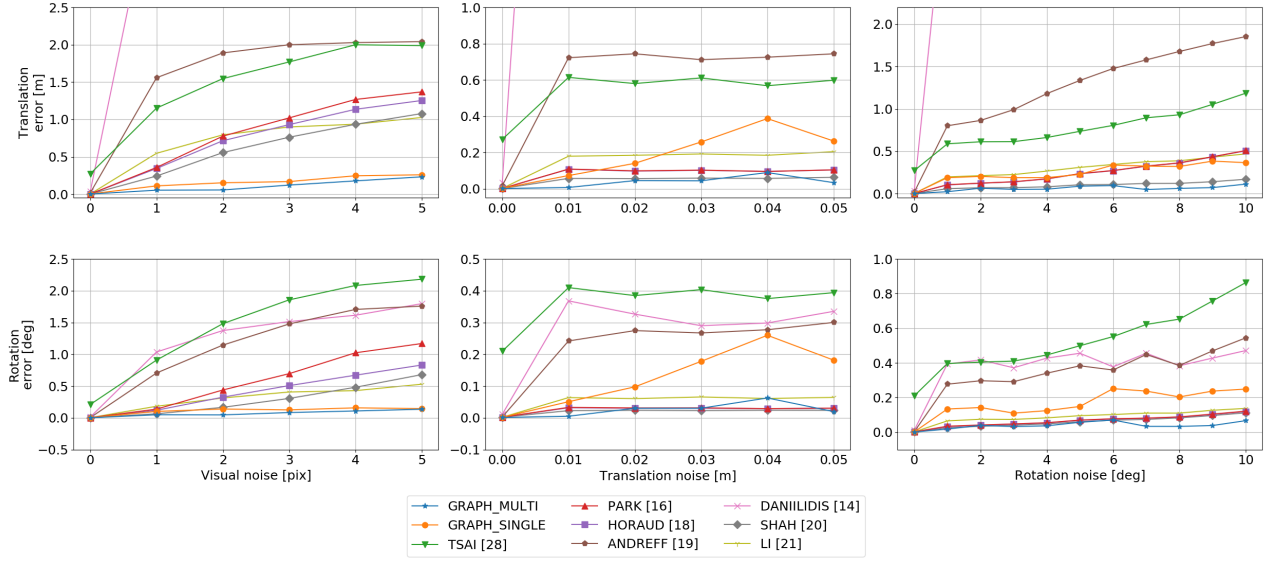 Translation
error [m]
2.5
2.0
1.5
1.0
0.5
0.0
0 1 2 3 4 5
1.0
0.8
0.6
0.4
0.2
0.0
0.00 0.01 0.02 0.03 0.04 0.05
2.0
1.5
1.0
0.5
0.0
0 2 4 6 8 10
Rotation
error [deg]
2.5
2.0
1.5
1.0
0.5
0.0
−0.5
0 1 2 3 4 5
Visual noise [pix]
0.5
0.4
0.3
0.2
0.1
0.0
−0.1
0.00 0.01 0.02 0.03 0.04 0.05
Translation noise [m]
1.0
0.8
0.6
0.4
0.2
0.0
0 2 4 6 8 10
Rotation noise [deg]
GRAPH_MULTI
GRAPH_SINGLE
TSAI [28]
PARK [16]
HORAUD [18]
ANDREFF [19]
DANIILIDIS [14]
SHAH [20]
LI [21]